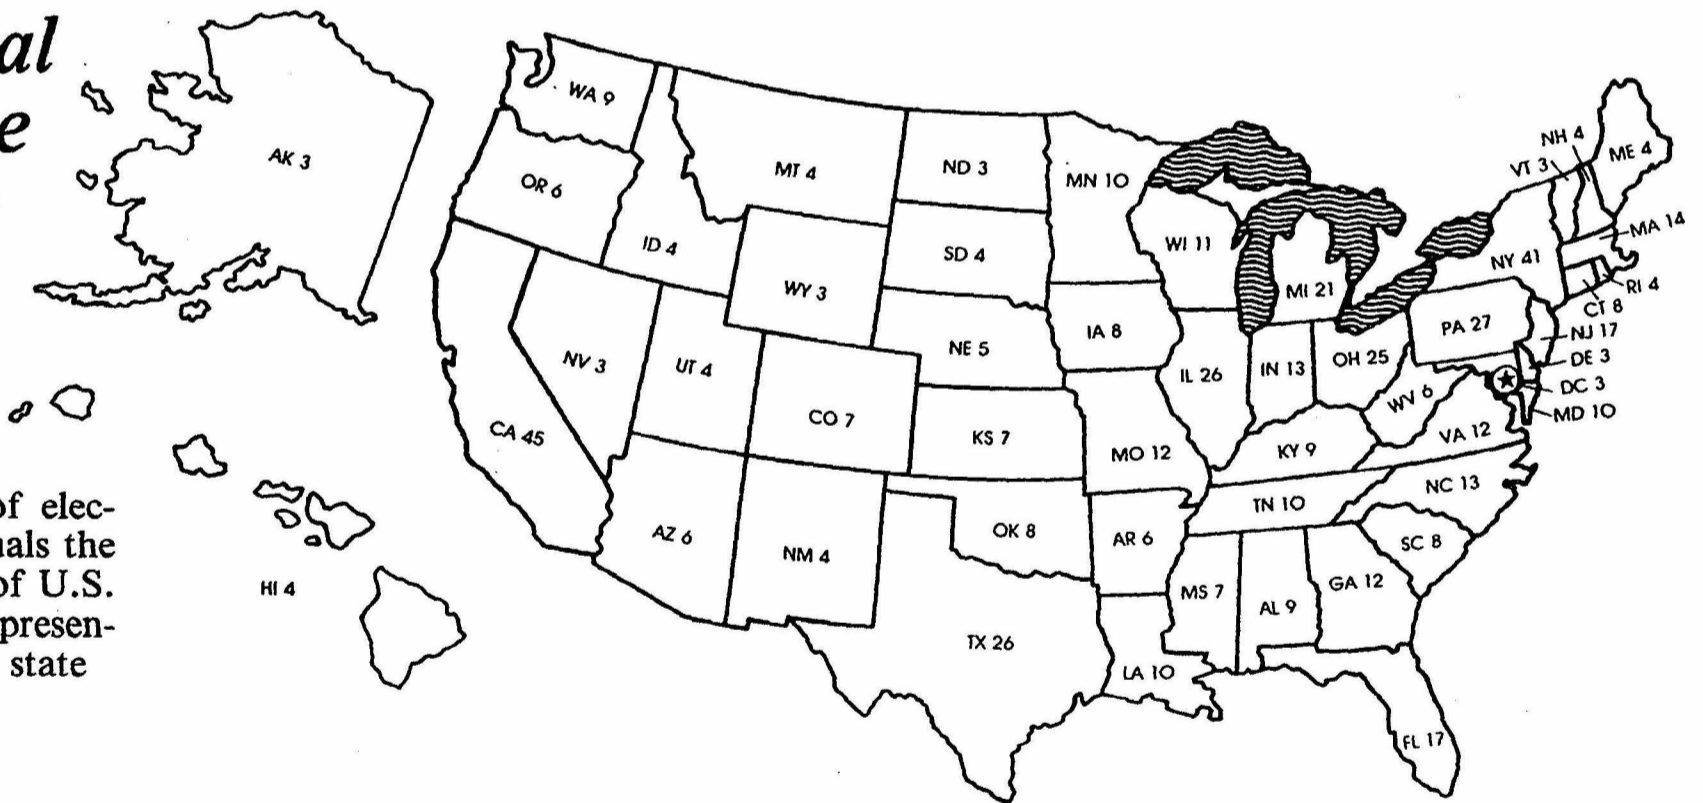 al
e
of elec-
uals the
of U.S.
presen-
state
AK 3
HI 4
WA 9
OR 6
CA 45
ID 4
NV 3
MT 4
WY 3
UT 4
AZ 6
CO 7
NM 4
ND 3
SD 4
NE 5
KS 7
OK 8
TX 26
MN 10
IA 8
MO 12
AR 6
LA 10
WI 11
IL 26
MI 21
IN 13
OH 25
KY 9
TN 10
MS 7
AL 9
GA 12
FL 17
SC 8
NC 13
VA 12
WV 6
PA 27
NY 41
VT 3
NH 4
ME 4
MA 14
RI 4
CT 8
NJ 17
DE 3
DC 3
MD 10